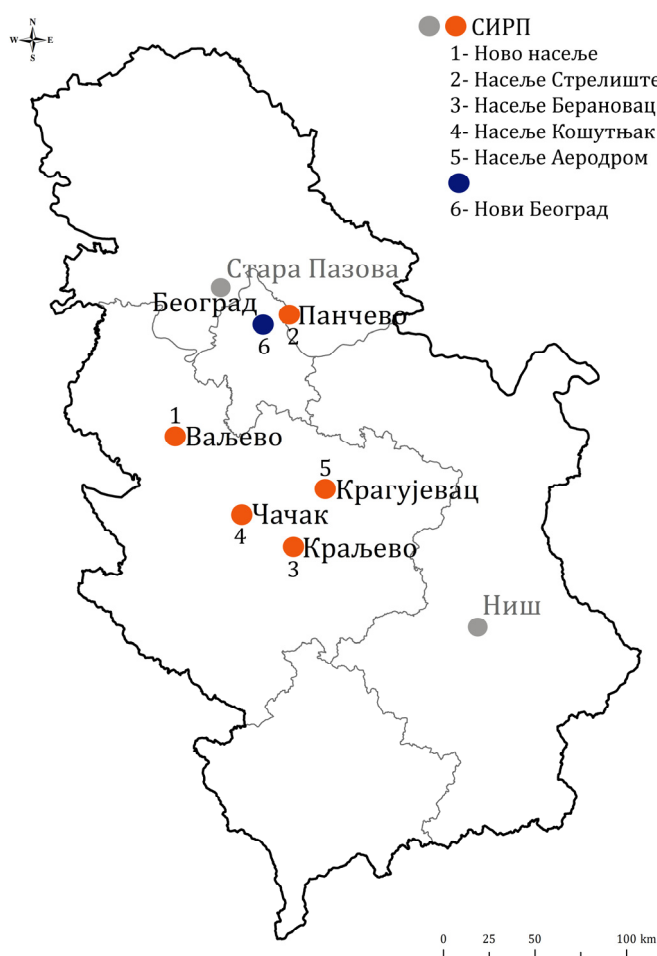 N
W E
S
СИРП
1- Ново насеље
2- Насеље Стрелиште
3- Насеље Берановац
4- Насеље Кошутњак
5- Насеље Аеродром
6- Нови Београд
Стара Пазова
Београд
Панчево
6
2
1
Ваљево
5
Крагујевац
Чачак
4
Краљево
3
Ниш
0 25 50 100 km